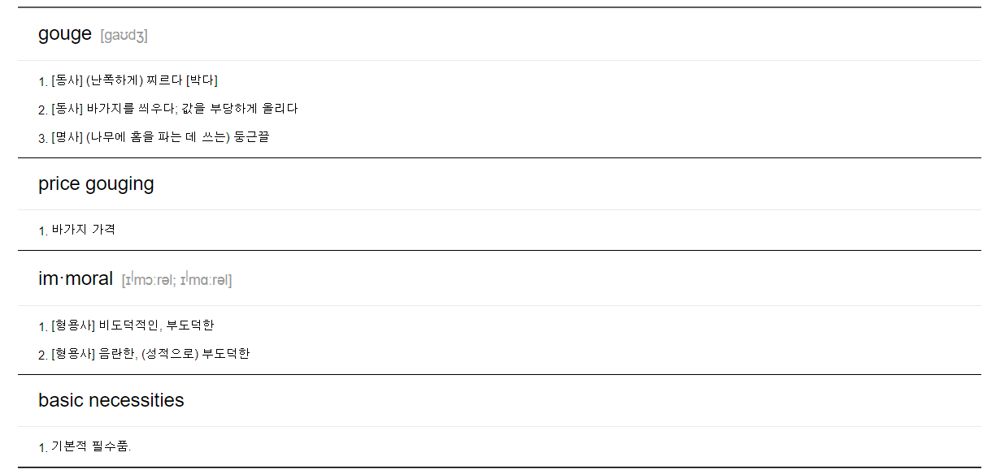 gouge [ɡaʊdʒ]
1. [동사] (난폭하게) 찌르다 [박다]
2. [동사] 바가지를 씌우다; 값을 부당하게 올리다
3. [명사] (나무에 홈을 파는 데 쓰는) 둥근끌
price gouging
1. 바가지 가격
im·moral [ɪ|mɔːrəl; ɪ|mɑːrəl]
1. [형용사] 비도덕적인, 부도덕한
2. [형용사] 음란한, (성적으로) 부도덕한
basic necessities
1. 기본적 필수품.